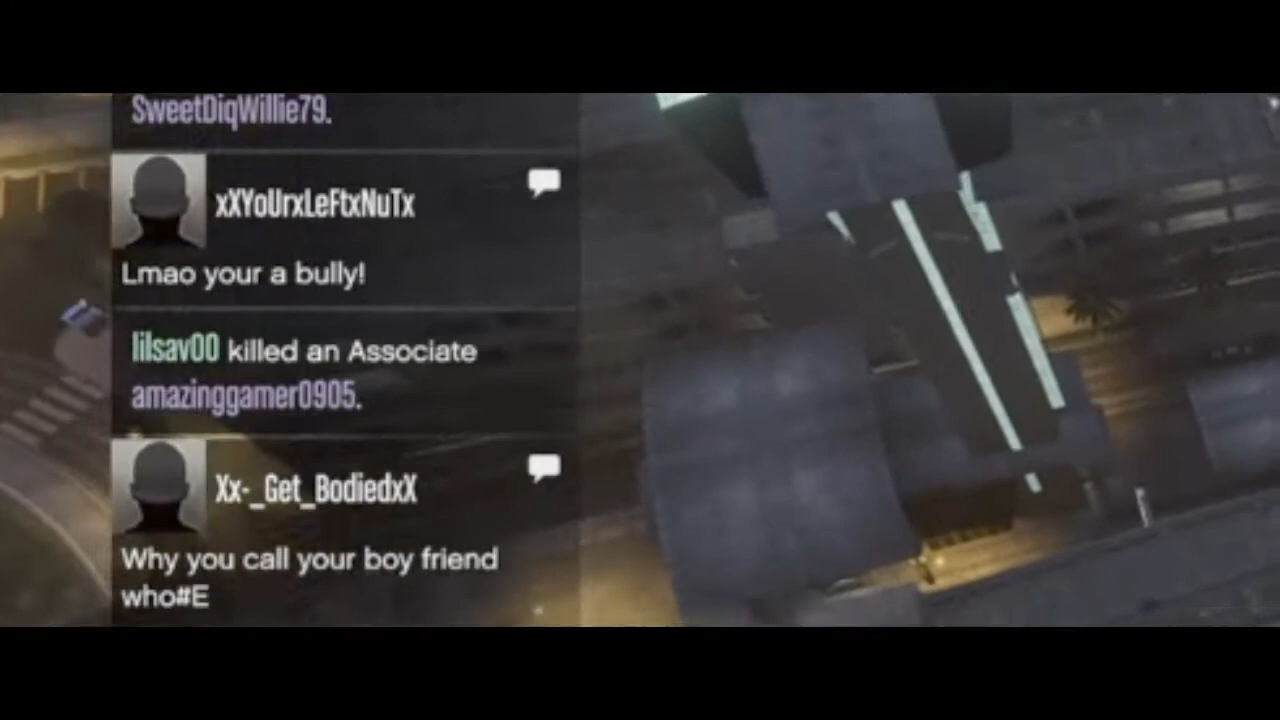 SweetDiqWillie79.
xXYoUrxLeFtxNuTx
Lmao your a bully!
lilsav00 killed an Associate
amazinggamer0905.
Xx-_Get_BodiedxX
Why you call your boy friend
who#E